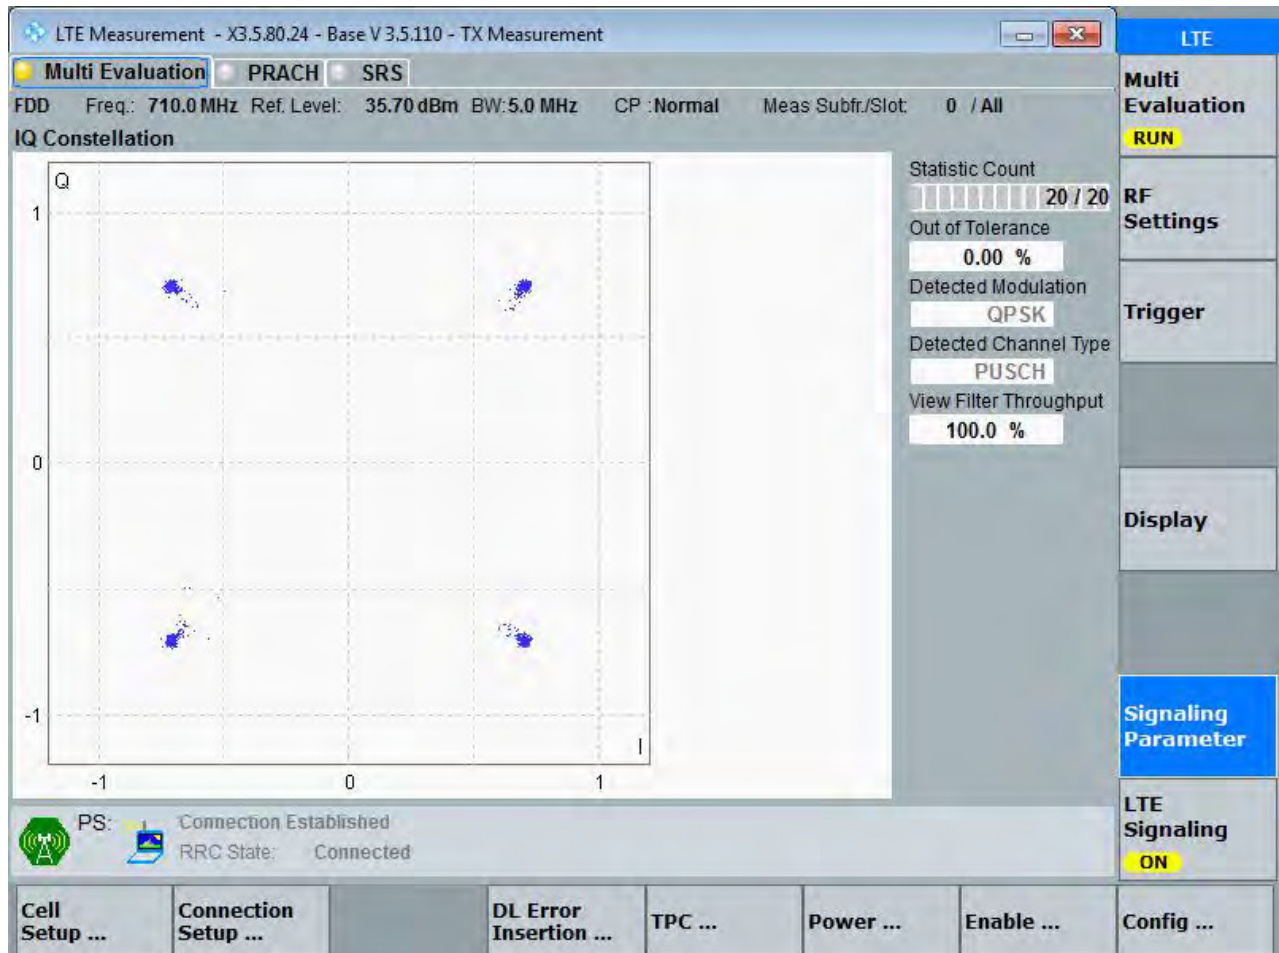 LTE Measurement - X3.5.80.24 - Base V 3.5.110 - TX Measurement
LTE
Multi Evaluation PRACH SRS
FDD Freq.: 710.0 MHz Ref. Level: 35.70 dBm BW: 5.0 MHz CP : Normal Meas Subfr./Slot: 0 / All
IQ Constellation
Q
1
0
-1
I
-1 0 1
Statistic Count
20 / 20
Out of Tolerance
0.00 %
Detected Modulation
QPSK
Detected Channel Type
PUSCH
View Filter Throughput
100.0 %
Multi
Evaluation
RUN
RF
Settings
Trigger
Display
Signaling
Parameter
LTE
Signaling
ON
PS: Connection Established
RRC State: Connected
Cell
Setup ...
Connection
Setup ...
DL Error
Insertion ...
TPC ...
Power ...
Enable ...
Config ...